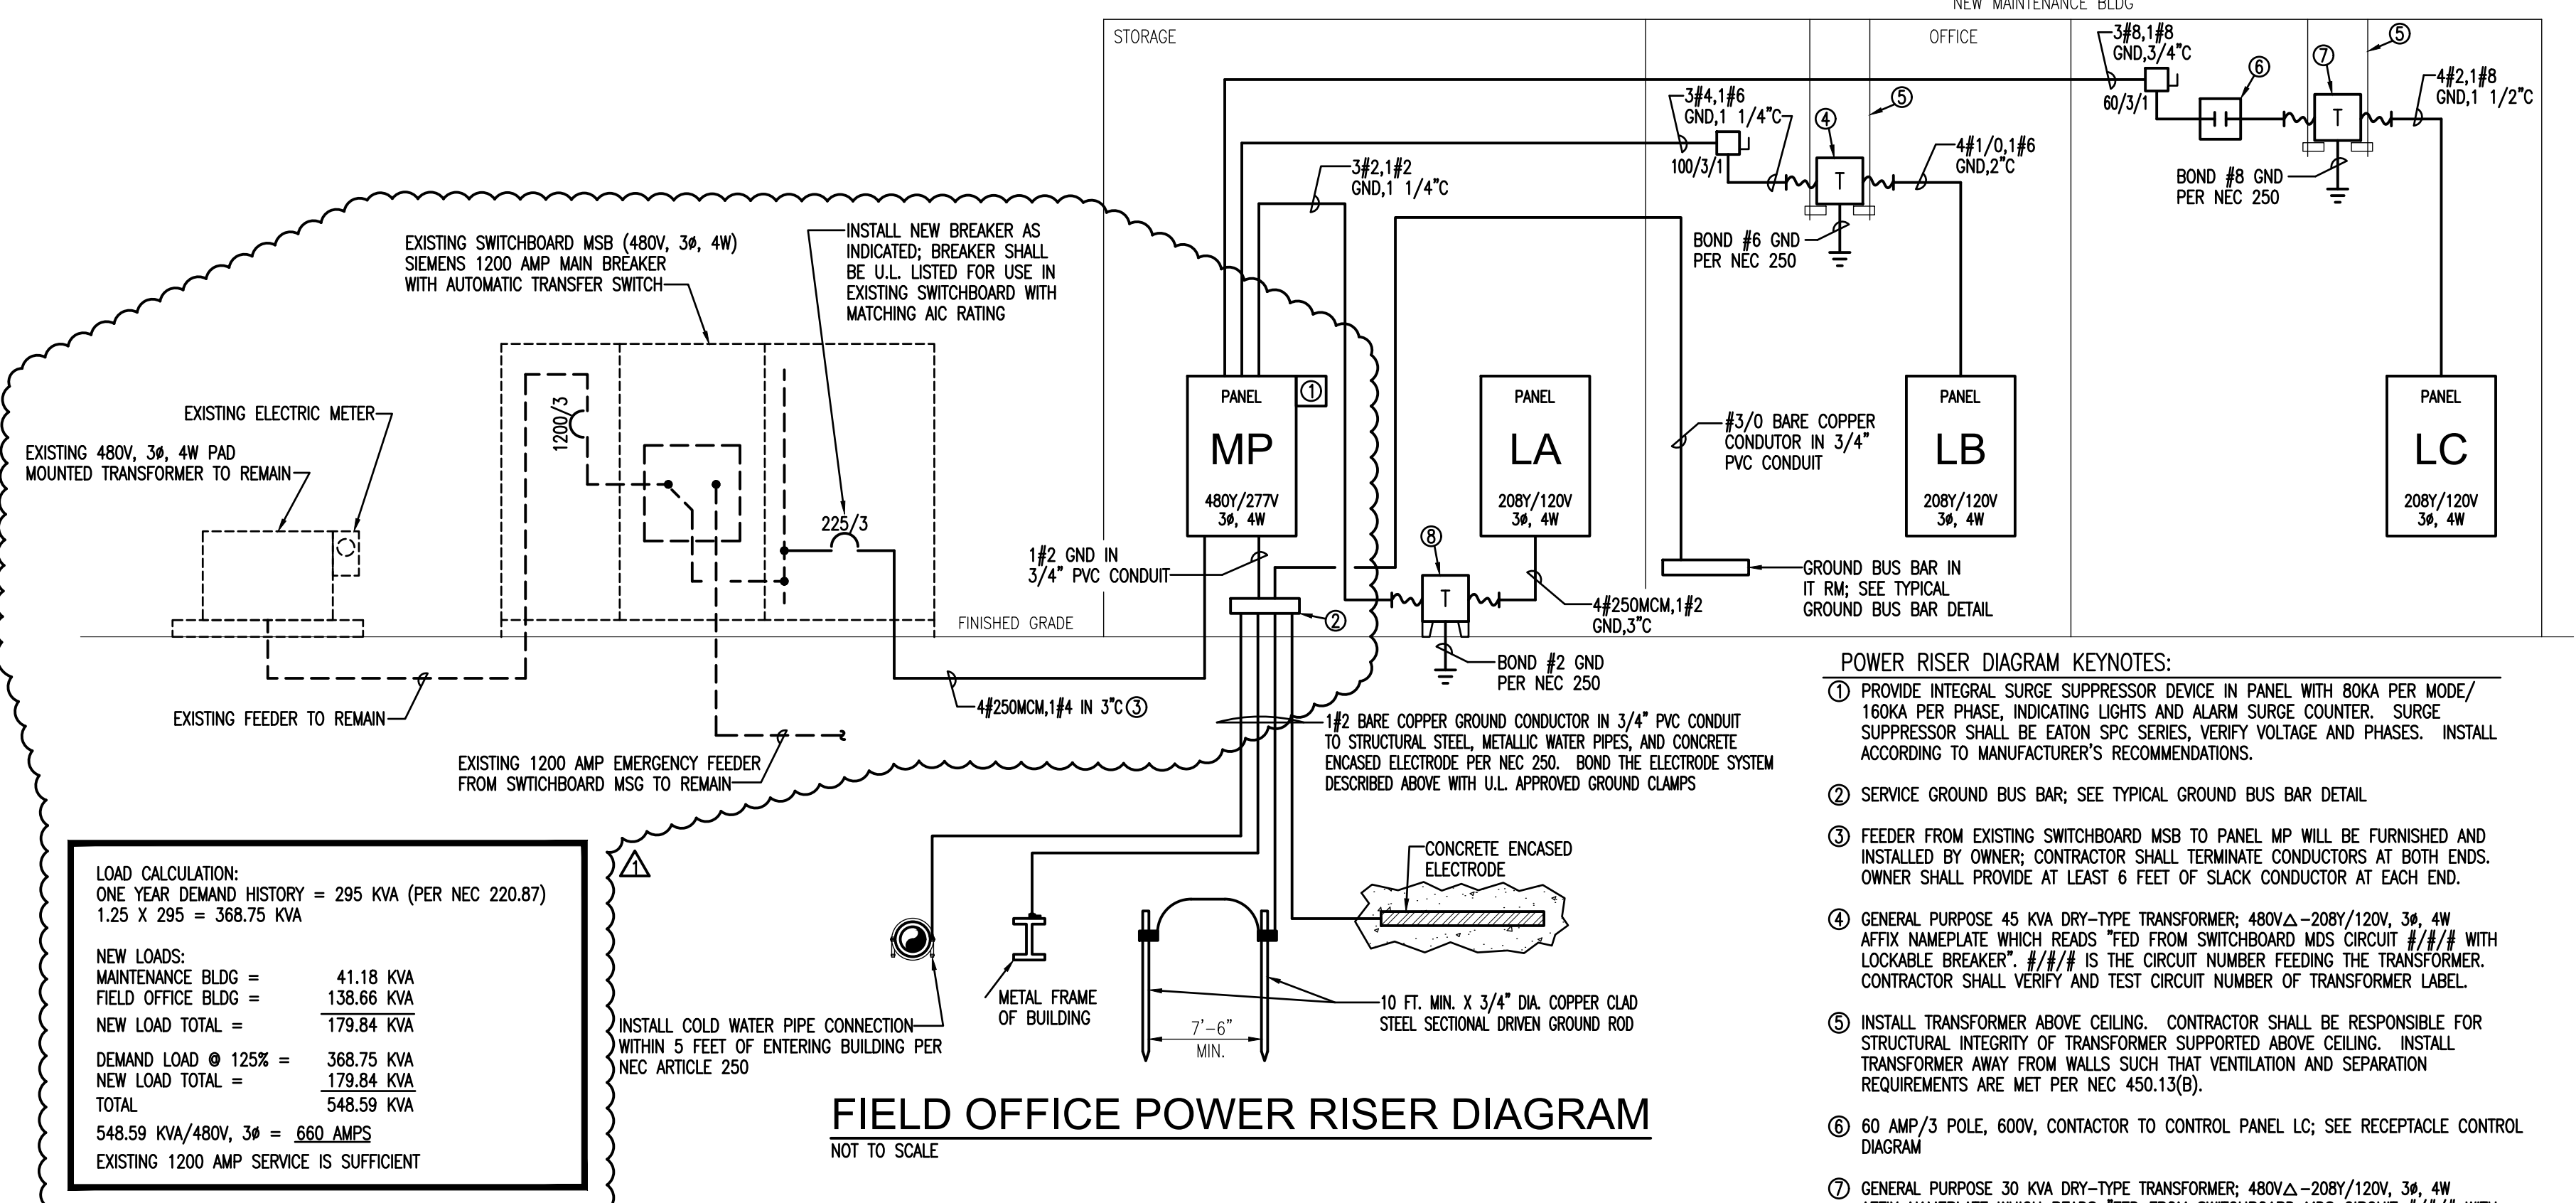 NEW MAINTENANCE BLDG
STORAGE
OFFICE
3#8,1#8
GND,3/4"C
60/3/1
⑥
⑦
⑤
4#2,1#8
GND,1 1/2"C
BOND #8 GND
PER NEC 250
T
3#4,1#6
GND,1 1/4"C
100/3/1
④
⑤
T
4#1/0,1#6
GND,2"C
BOND #6 GND
PER NEC 250
3#2,1#2
GND,1 1/4"C
EXISTING SWITCHBOARD MSB (480V, 3ø, 4W)
SIEMENS 1200 AMP MAIN BREAKER
WITH AUTOMATIC TRANSFER SWITCH
INSTALL NEW BREAKER AS
INDICATED; BREAKER SHALL
BE U.L. LISTED FOR USE IN
EXISTING SWITCHBOARD WITH
MATCHING AIC RATING
EXISTING ELECTRIC METER
EXISTING 480V, 3ø, 4W PAD
MOUNTED TRANSFORMER TO REMAIN
1200/3
225/3
PANEL
MP
480Y/277V
3ø, 4W
①
PANEL
LA
208Y/120V
3ø, 4W
#3/0 BARE COPPER
CONDUTOR IN 3/4"
PVC CONDUIT
PANEL
LB
208Y/120V
3ø, 4W
PANEL
LC
208Y/120V
3ø, 4W
1#2 GND IN
3/4" PVC CONDUIT
⑧
T
②
4#250MCM,1#2
GND,3"C
GROUND BUS BAR IN
IT RM; SEE TYPICAL
GROUND BUS BAR DETAIL
FINISHED GRADE
BOND #2 GND
PER NEC 250
EXISTING FEEDER TO REMAIN
4#250MCM,1#4 IN 3"C ③
EXISTING 1200 AMP EMERGENCY FEEDER
FROM SWTICHBOARD MSG TO REMAIN
1#2 BARE COPPER GROUND CONDUCTOR IN 3/4" PVC CONDUIT
TO STRUCTURAL STEEL, METALLIC WATER PIPES, AND CONCRETE
ENCASED ELECTRODE PER NEC 250. BOND THE ELECTRODE SYSTEM
DESCRIBED ABOVE WITH U.L. APPROVED GROUND CLAMPS
1
CONCRETE ENCASED
ELECTRODE
LOAD CALCULATION:
ONE YEAR DEMAND HISTORY = 295 KVA (PER NEC 220.87)
1.25 X 295 = 368.75 KVA
NEW LOADS:
MAINTENANCE BLDG = 41.18 KVA
FIELD OFFICE BLDG = 138.66 KVA
NEW LOAD TOTAL = 179.84 KVA
DEMAND LOAD @ 125% = 368.75 KVA
NEW LOAD TOTAL = 179.84 KVA
TOTAL 548.59 KVA
548.59 KVA/480V, 3ø = 660 AMPS
EXISTING 1200 AMP SERVICE IS SUFFICIENT
INSTALL COLD WATER PIPE CONNECTION
WITHIN 5 FEET OF ENTERING BUILDING PER
NEC ARTICLE 250
METAL FRAME
OF BUILDING
7'-6"
MIN.
10 FT. MIN. X 3/4" DIA. COPPER CLAD
STEEL SECTIONAL DRIVEN GROUND ROD
FIELD OFFICE POWER RISER DIAGRAM
NOT TO SCALE
POWER RISER DIAGRAM KEYNOTES:
① PROVIDE INTEGRAL SURGE SUPPRESSOR DEVICE IN PANEL WITH 80KA PER MODE/
160KA PER PHASE, INDICATING LIGHTS AND ALARM SURGE COUNTER. SURGE
SUPPRESSOR SHALL BE EATON SPC SERIES, VERIFY VOLTAGE AND PHASES. INSTALL
ACCORDING TO MANUFACTURER'S RECOMMENDATIONS.
② SERVICE GROUND BUS BAR; SEE TYPICAL GROUND BUS BAR DETAIL
③ FEEDER FROM EXISTING SWITCHBOARD MSB TO PANEL MP WILL BE FURNISHED AND
INSTALLED BY OWNER; CONTRACTOR SHALL TERMINATE CONDUCTORS AT BOTH ENDS.
OWNER SHALL PROVIDE AT LEAST 6 FEET OF SLACK CONDUCTOR AT EACH END.
④ GENERAL PURPOSE 45 KVA DRY-TYPE TRANSFORMER; 480V△-208Y/120V, 3ø, 4W
AFFIX NAMEPLATE WHICH READS "FED FROM SWITCHBOARD MDS CIRCUIT #/#/# WITH
LOCKABLE BREAKER". #/#/# IS THE CIRCUIT NUMBER FEEDING THE TRANSFORMER.
CONTRACTOR SHALL VERIFY AND TEST CIRCUIT NUMBER OF TRANSFORMER LABEL.
⑤ INSTALL TRANSFORMER ABOVE CEILING. CONTRACTOR SHALL BE RESPONSIBLE FOR
STRUCTURAL INTEGRITY OF TRANSFORMER SUPPORTED ABOVE CEILING. INSTALL
TRANSFORMER AWAY FROM WALLS SUCH THAT VENTILATION AND SEPARATION
REQUIREMENTS ARE MET PER NEC 450.13(B).
⑥ 60 AMP/3 POLE, 600V, CONTACTOR TO CONTROL PANEL LC; SEE RECEPTACLE CONTROL
DIAGRAM
⑦ GENERAL PURPOSE 30 KVA DRY-TYPE TRANSFORMER; 480V△-208Y/120V, 3ø, 4W